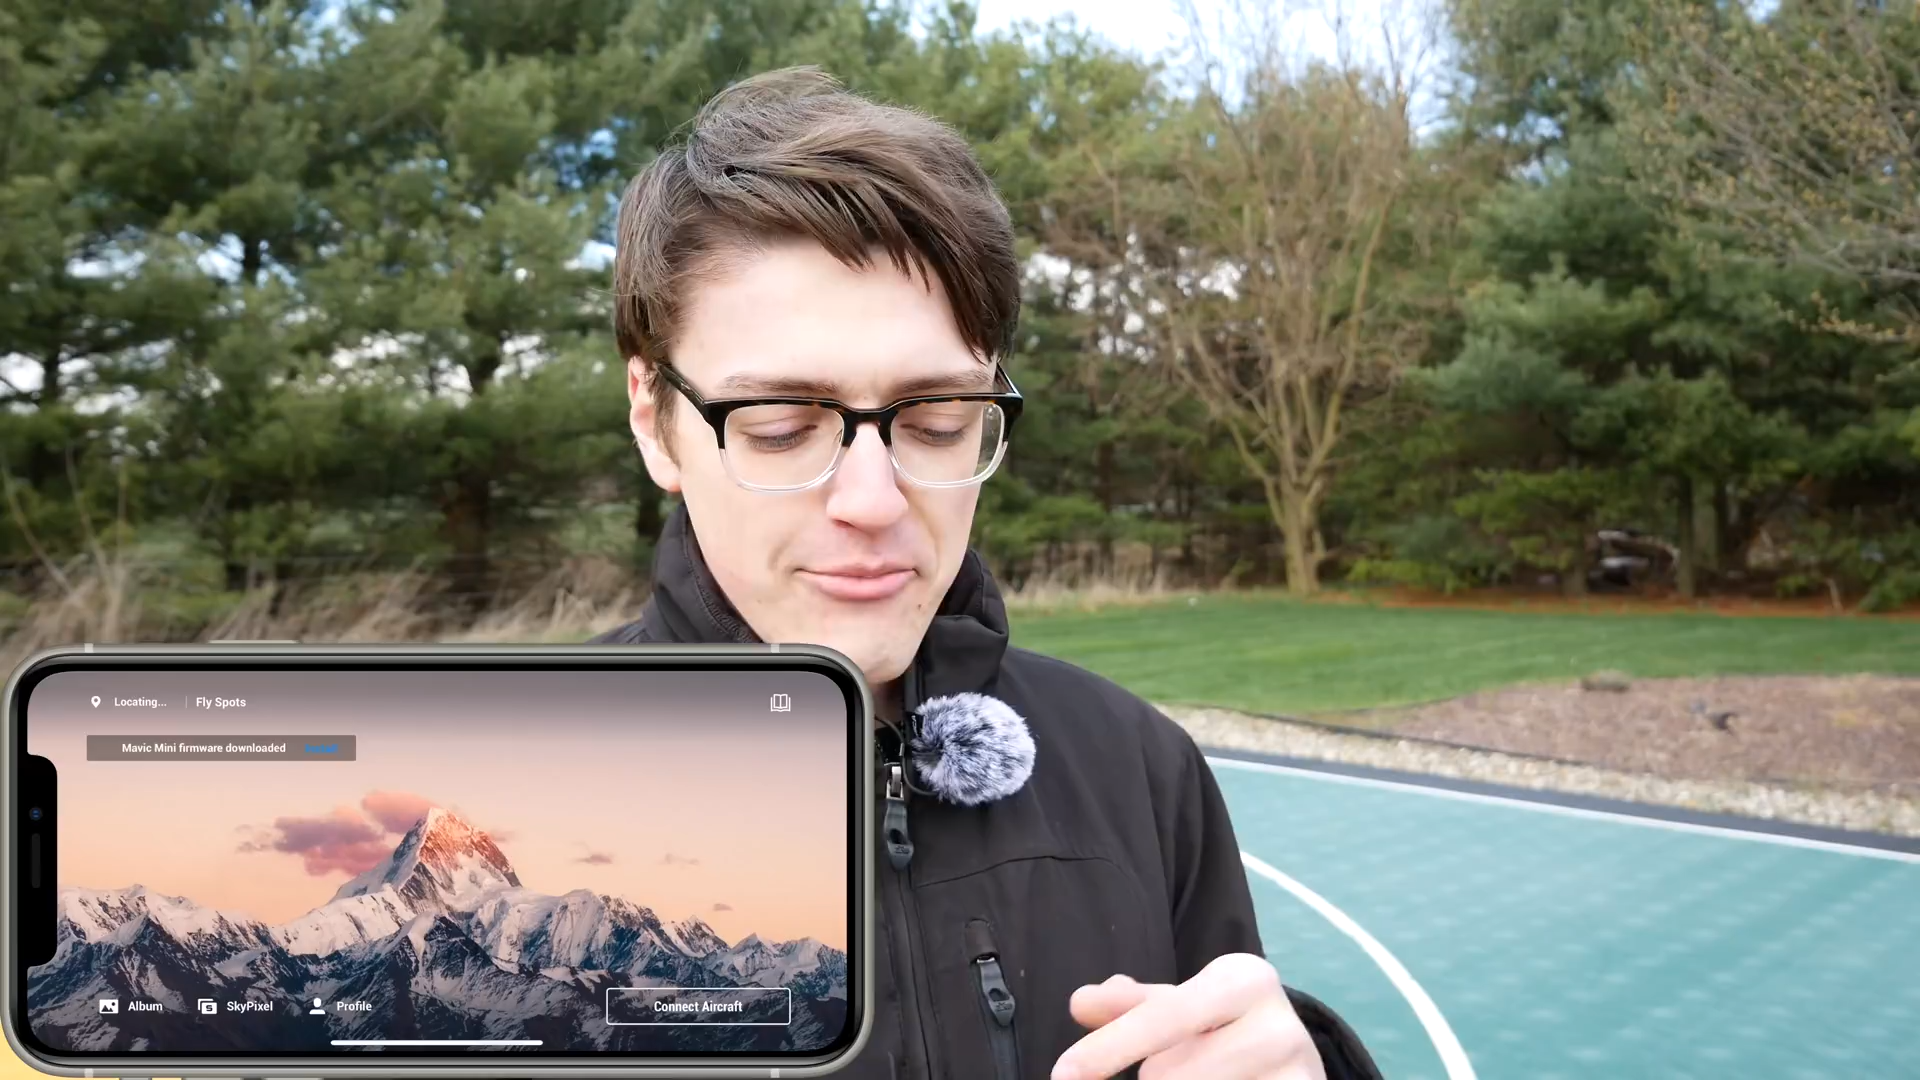 Locating... Fly Spots
Mavic Mini firmware downloaded
Album SkyPixel Profile Connect Aircraft